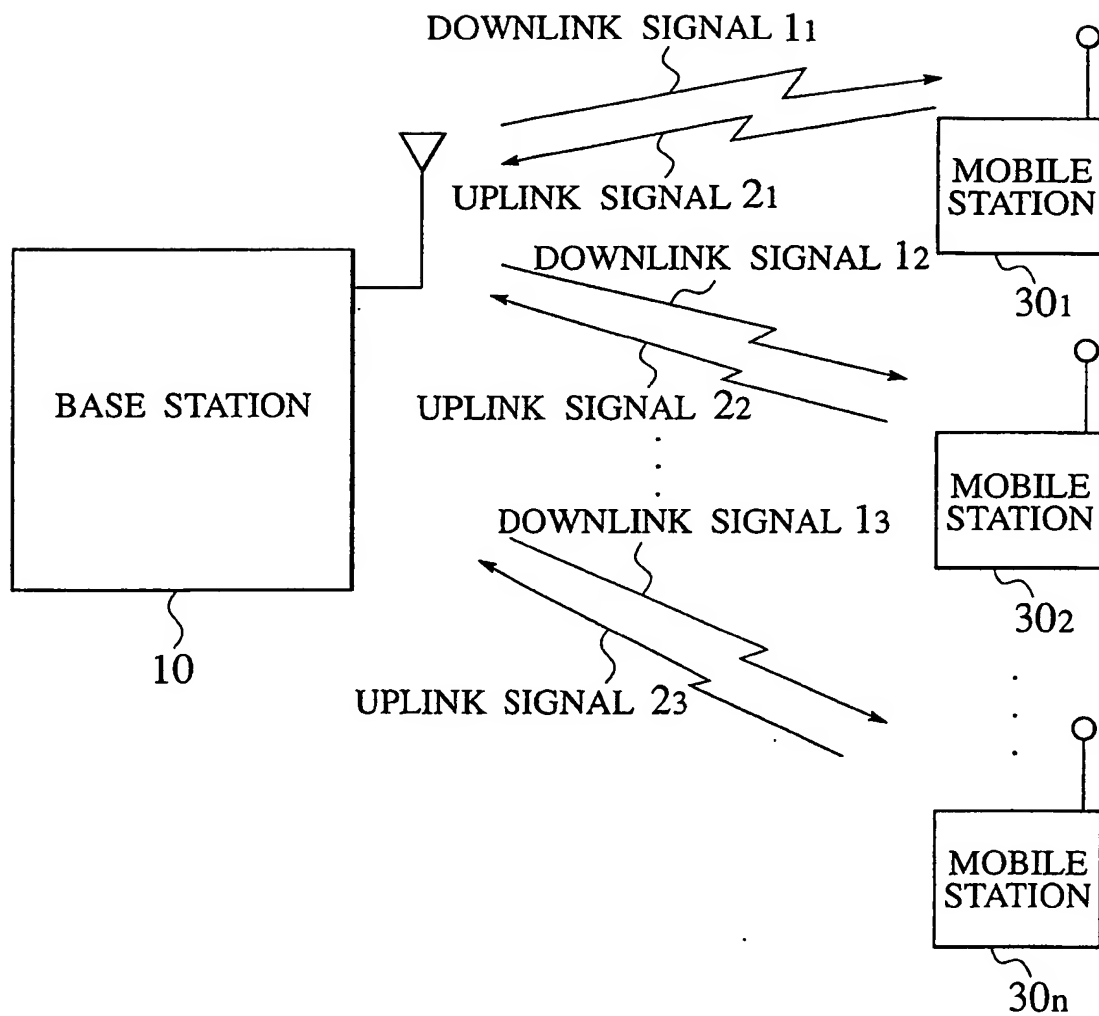 DOWNLINK SIGNAL 1₁
UPLINK SIGNAL 2₁
MOBILE
STATION
30₁
DOWNLINK SIGNAL 1₂
BASE STATION
UPLINK SIGNAL 2₂
MOBILE
STATION
30₂
DOWNLINK SIGNAL 1₃
10
UPLINK SIGNAL 2₃
MOBILE
STATION
30n